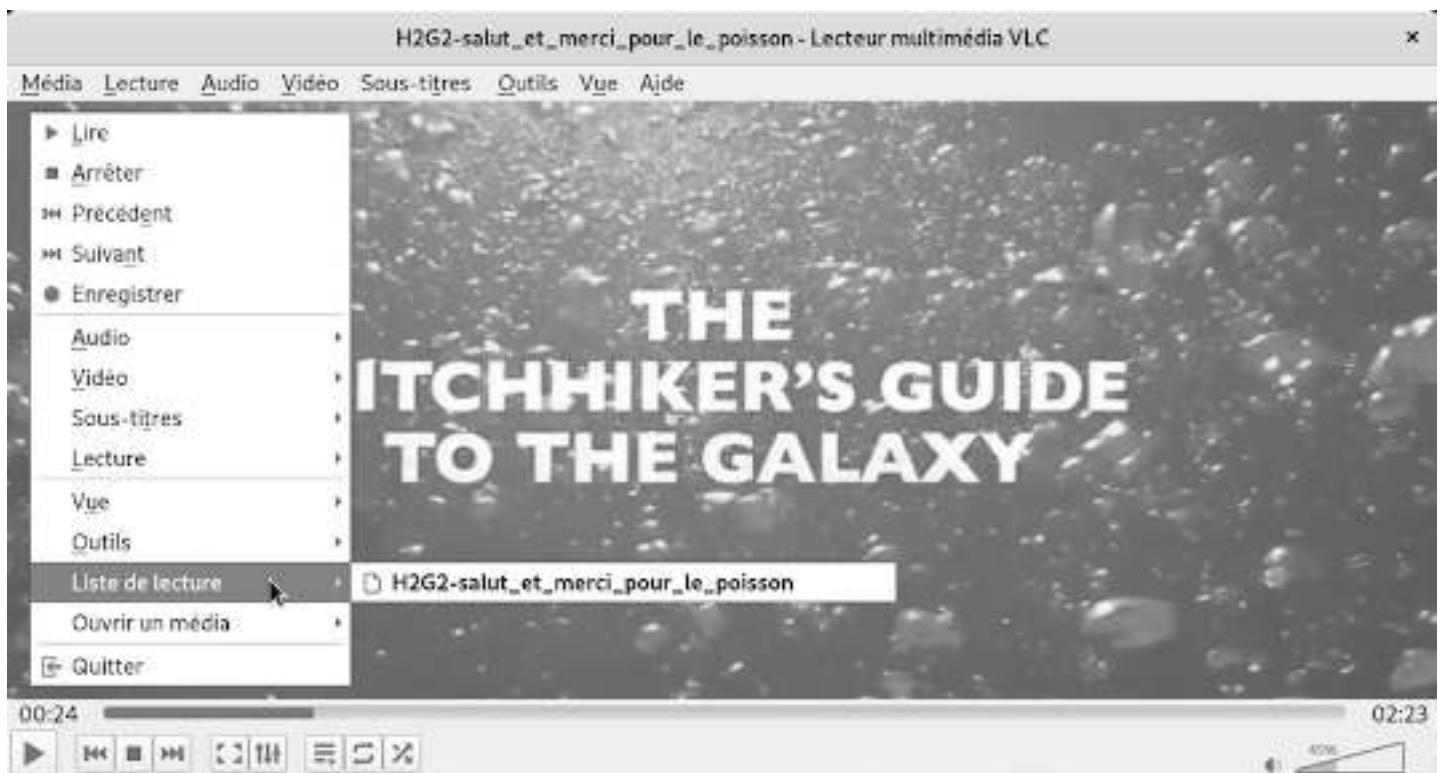 H2G2-salut_et_merci_pour_le_poisson - Lecteur multimédia VLC
Média Lecture Audio Vidéo Sous-titres Outils Vue Aide
Lire
Arrêter
Précédent
Suivant
Enregistrer
Audio
Vidéo
Sous-titres
Lecture
Vue
Outils
Liste de lecture
H2G2-salut_et_merci_pour_le_poisson
Ouvrir un média
Quitter
THE
ITCHHIKER'S GUIDE
TO THE GALAXY
00:24 02:23